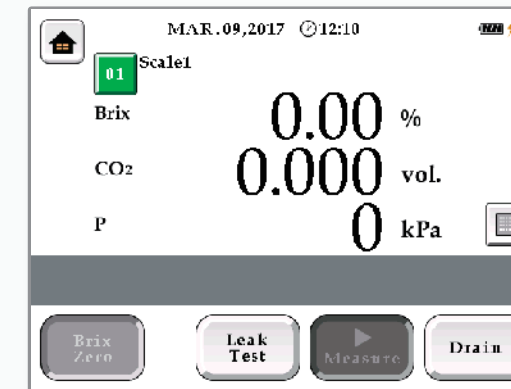 MAR.09,2017 12:10
01 Scale1
Brix 0.00 %
CO2 0.000 vol.
P 0 kPa
Brix Zero
Leak Test
Measure
Drain